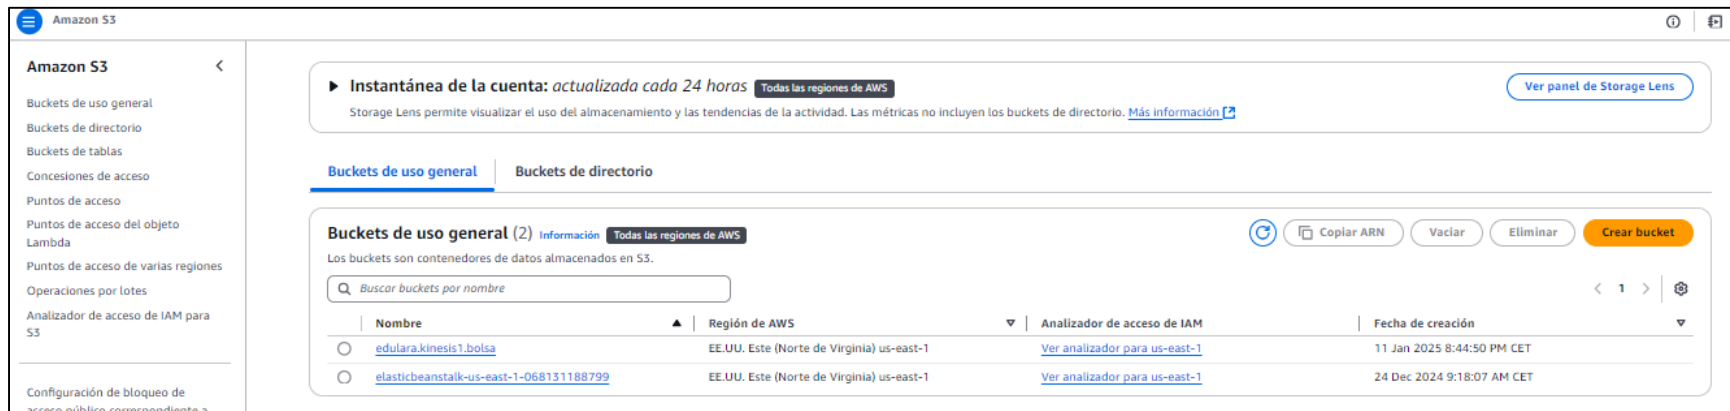 Amazon S3
Amazon S3
Buckets de uso general
Buckets de directorio
Buckets de tablas
Concesiones de acceso
Puntos de acceso
Puntos de acceso del objeto
Lambda
Puntos de acceso de varias regiones
Operaciones por lotes
Analizador de acceso de IAM para
S3
Configuración de bloqueo de
acceso público correspondiente a
Instantánea de la cuenta: actualizada cada 24 horas Todas las regiones de AWS
Ver panel de Storage Lens
Storage Lens permite visualizar el uso del almacenamiento y las tendencias de la actividad. Las métricas no incluyen los buckets de directorio. Más información
Buckets de uso general Buckets de directorio
Buckets de uso general (2) Información Todas las regiones de AWS
Copiar ARN Vaciar Eliminar Crear bucket
Los buckets son contenedores de datos almacenados en S3.
Buscar buckets por nombre
< 1 >
Nombre Región de AWS Analizador de acceso de IAM Fecha de creación
edulara.kinesis1.bolsa EE.UU. Este (Norte de Virginia) us-east-1 Ver analizador para us-east-1 11 Jan 2025 8:44:50 PM CET
elasticbeanstalk-us-east-1-068131188799 EE.UU. Este (Norte de Virginia) us-east-1 Ver analizador para us-east-1 24 Dec 2024 9:18:07 AM CET